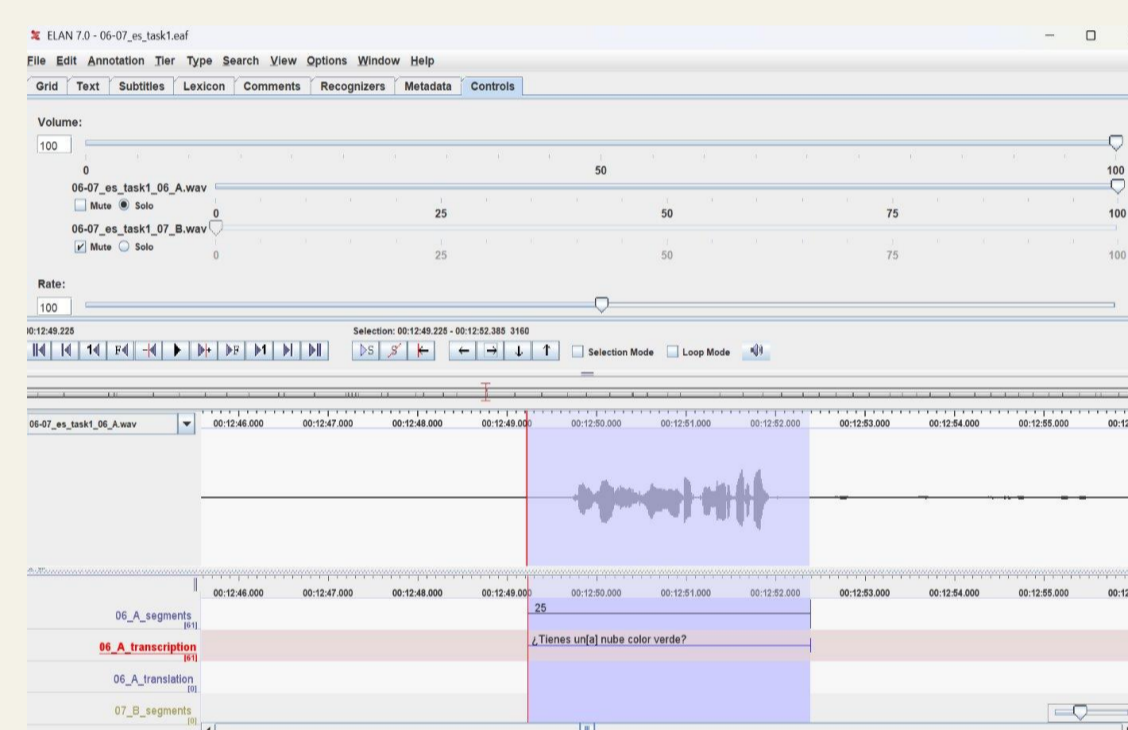 ELAN 7.0 - 06-07_es_task1.eaf
File Edit Annotation Tier Type Search View Options Window Help
Grid Text Subtitles Lexicon Comments Recognizers Metadata Controls
Volume:
100
0 50 100
06-07_es_task1_06_A.wav
Mute Solo
0 25 50 75 100
06-07_es_task1_07_B.wav
Mute Solo
0 25 50 75 100
Rate:
100
00:12:49.225 Selection: 00:12:49.225 - 00:12:52.385 3160
Selection Mode Loop Mode
06-07_es_task1_06_A.wav 00:12:46.000 00:12:47.000 00:12:48.000 00:12:49.000 00:12:50.000 00:12:51.000 00:12:52.000 00:12:53.000 00:12:54.000 00:12:55.000 00:12
00:12:46.000 00:12:47.000 00:12:48.000 00:12:49.000 00:12:50.000 00:12:51.000 00:12:52.000 00:12:53.000 00:12:54.000 00:12:55.000 00:12
06_A_segments 25
[61]
06_A_transcription ¿Tienes un[a] nube color verde?
[61]
06_A_translation
[0]
07_B_segments
[0]